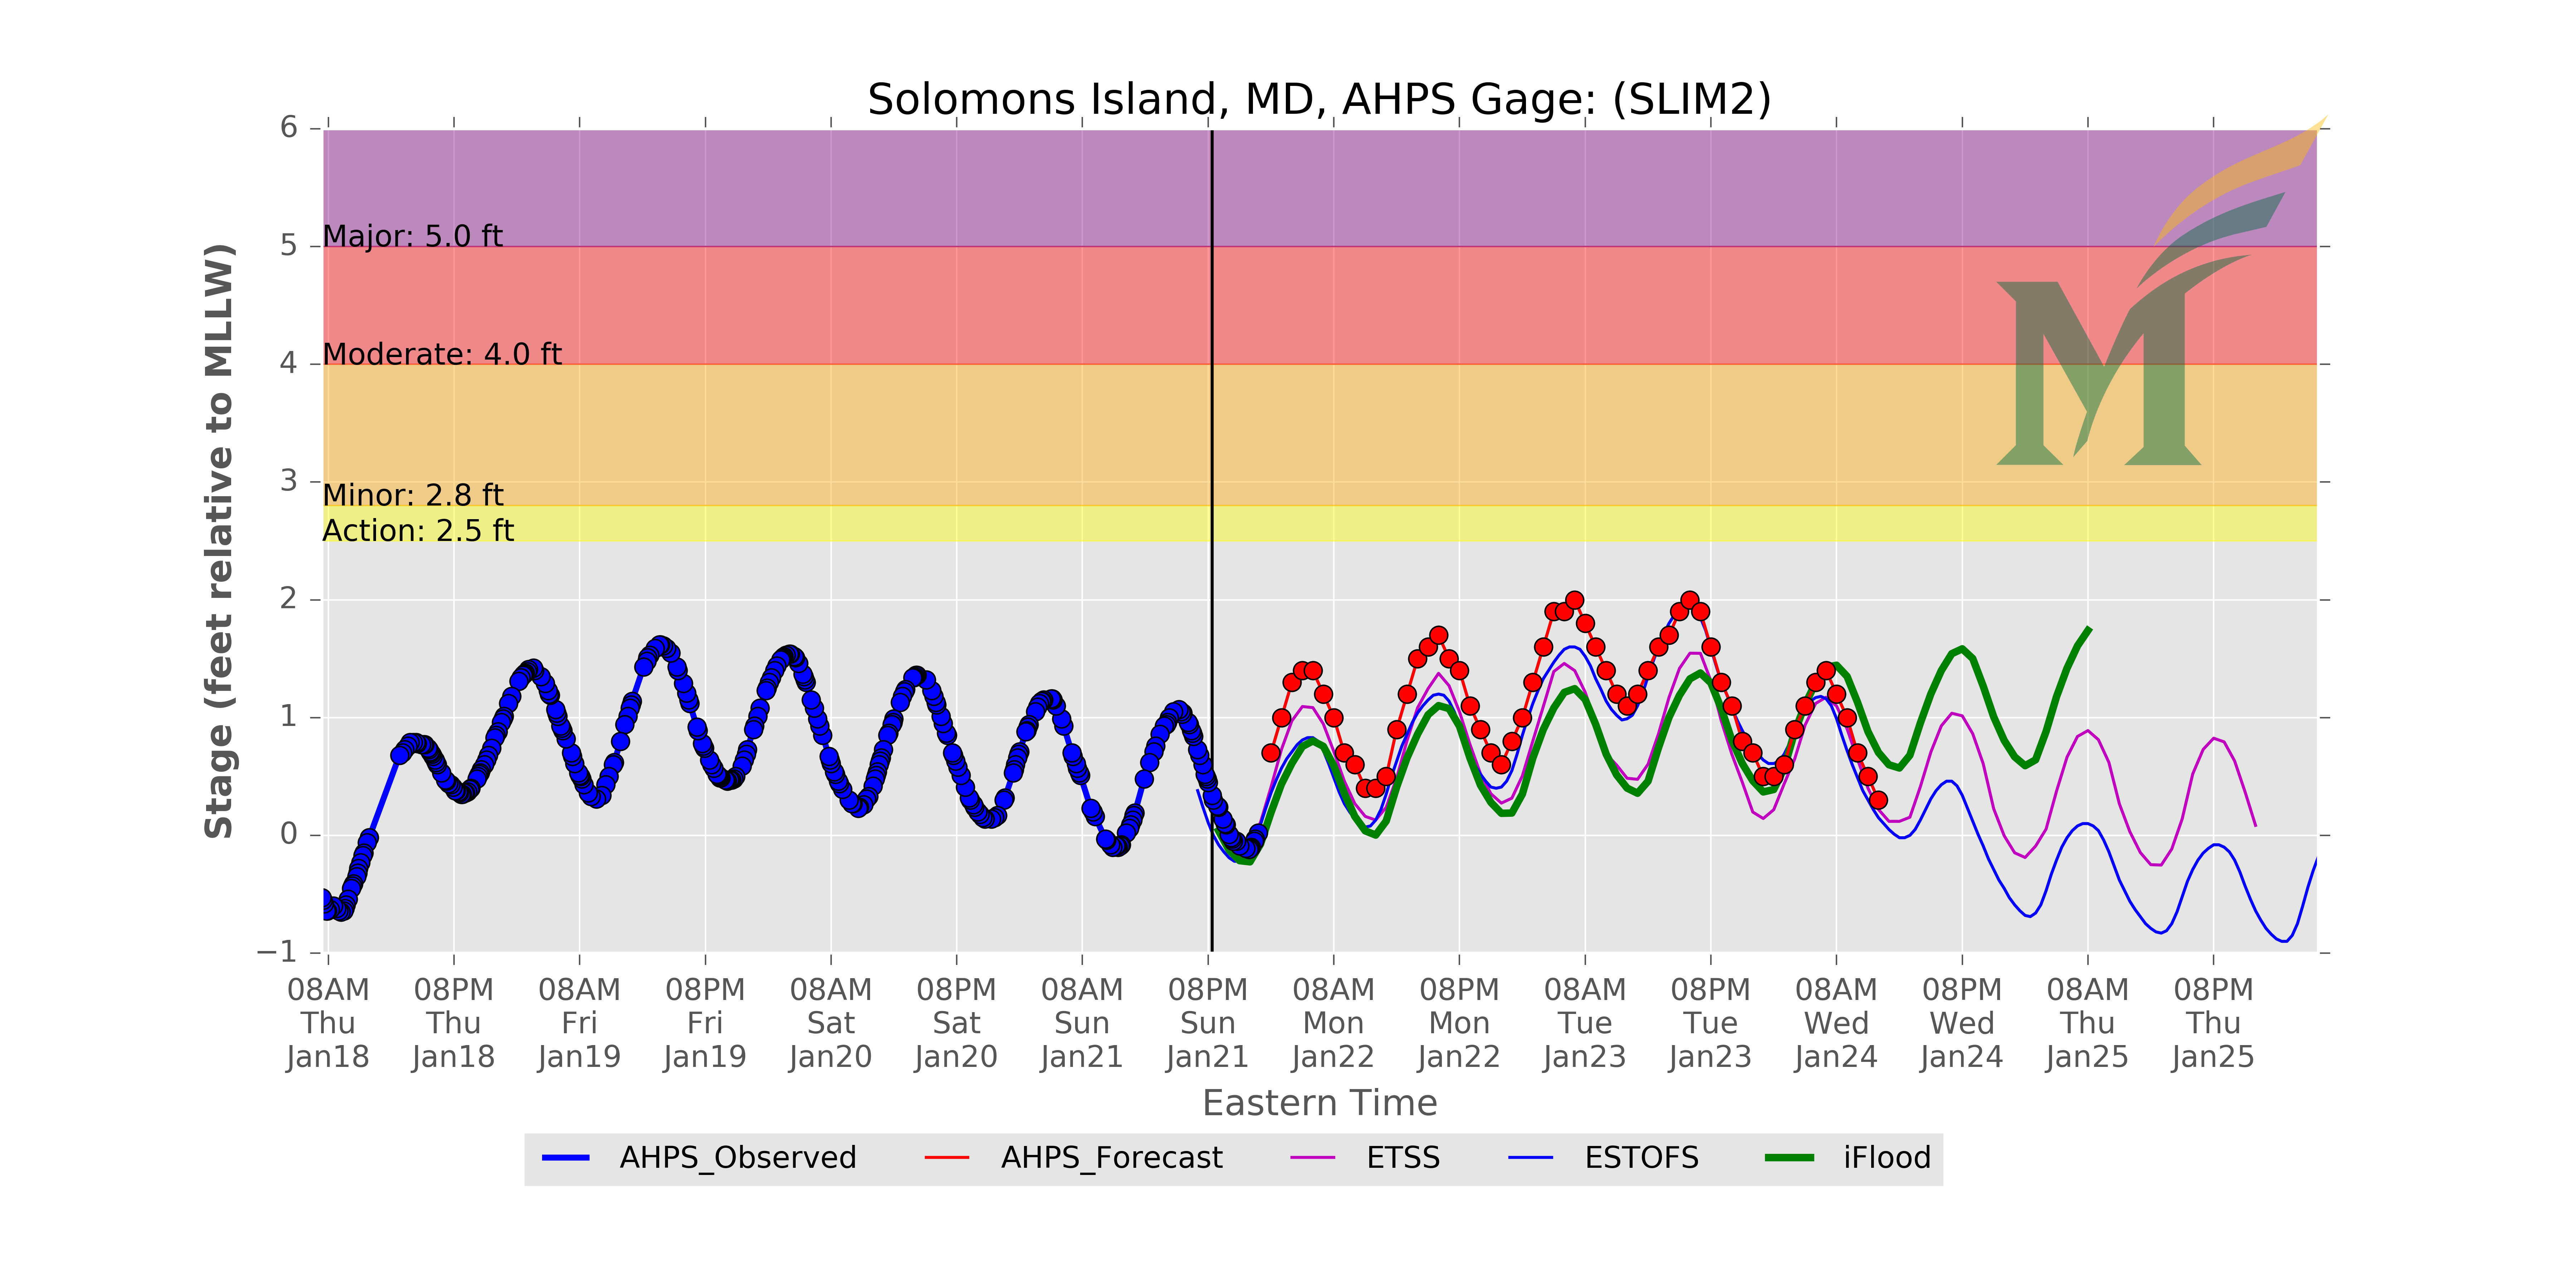 Solomons Island, MD, AHPS Gage: (SLIM2)
Stage (feet relative to MLLW)
6
5
4
3
2
1
0
−1
Major: 5.0 ft
Moderate: 4.0 ft
Minor: 2.8 ft
Action: 2.5 ft
M
08AM 08PM 08AM 08PM 08AM 08PM 08AM 08PM 08AM 08PM 08AM 08PM 08AM 08PM 08AM 08PM
Thu Thu Fri Fri Sat Sat Sun Sun Mon Mon Tue Tue Wed Wed Thu Thu
Jan18 Jan18 Jan19 Jan19 Jan20 Jan20 Jan21 Jan21 Jan22 Jan22 Jan23 Jan23 Jan24 Jan24 Jan25 Jan25
Eastern Time
AHPS_Observed AHPS_Forecast ETSS ESTOFS iFlood